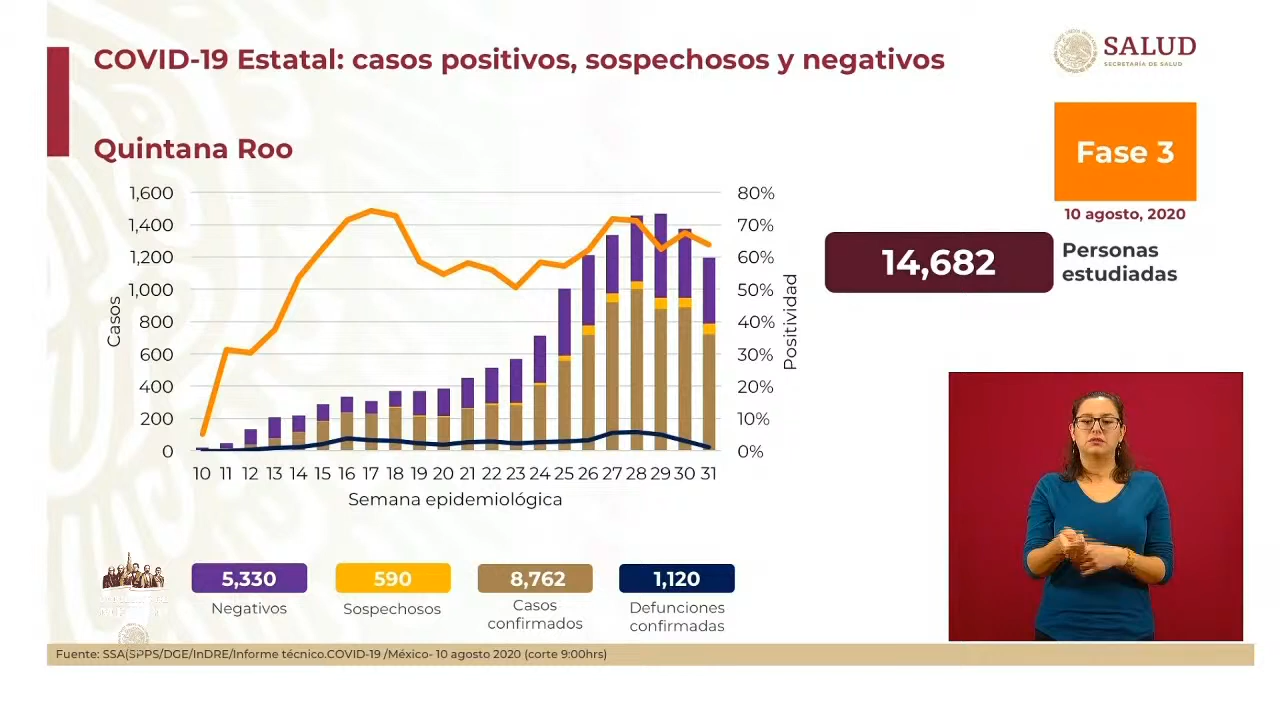 COVID-19 Estatal: casos positivos, sospechosos y negativos
SALUD
SECRETARÍA DE SALUD
Fase 3
10 agosto, 2020
Quintana Roo
14,682
Personas
estudiadas
Casos
1,600
1,400
1,200
1,000
800
600
400
200
0
80%
70%
60%
50%
40%
30%
20%
10%
0%
Positividad
10 11 12 13 14 15 16 17 18 19 20 21 22 23 24 25 26 27 28 29 30 31
Semana epidemiológica
5,330
Negativos
590
Sospechosos
8,762
Casos
confirmados
1,120
Defunciones
confirmadas
Fuente: SSA(SPPS/DGE/InDRE/Informe técnico.COVID-19 /México- 10 agosto 2020 (corte 9:00hrs)